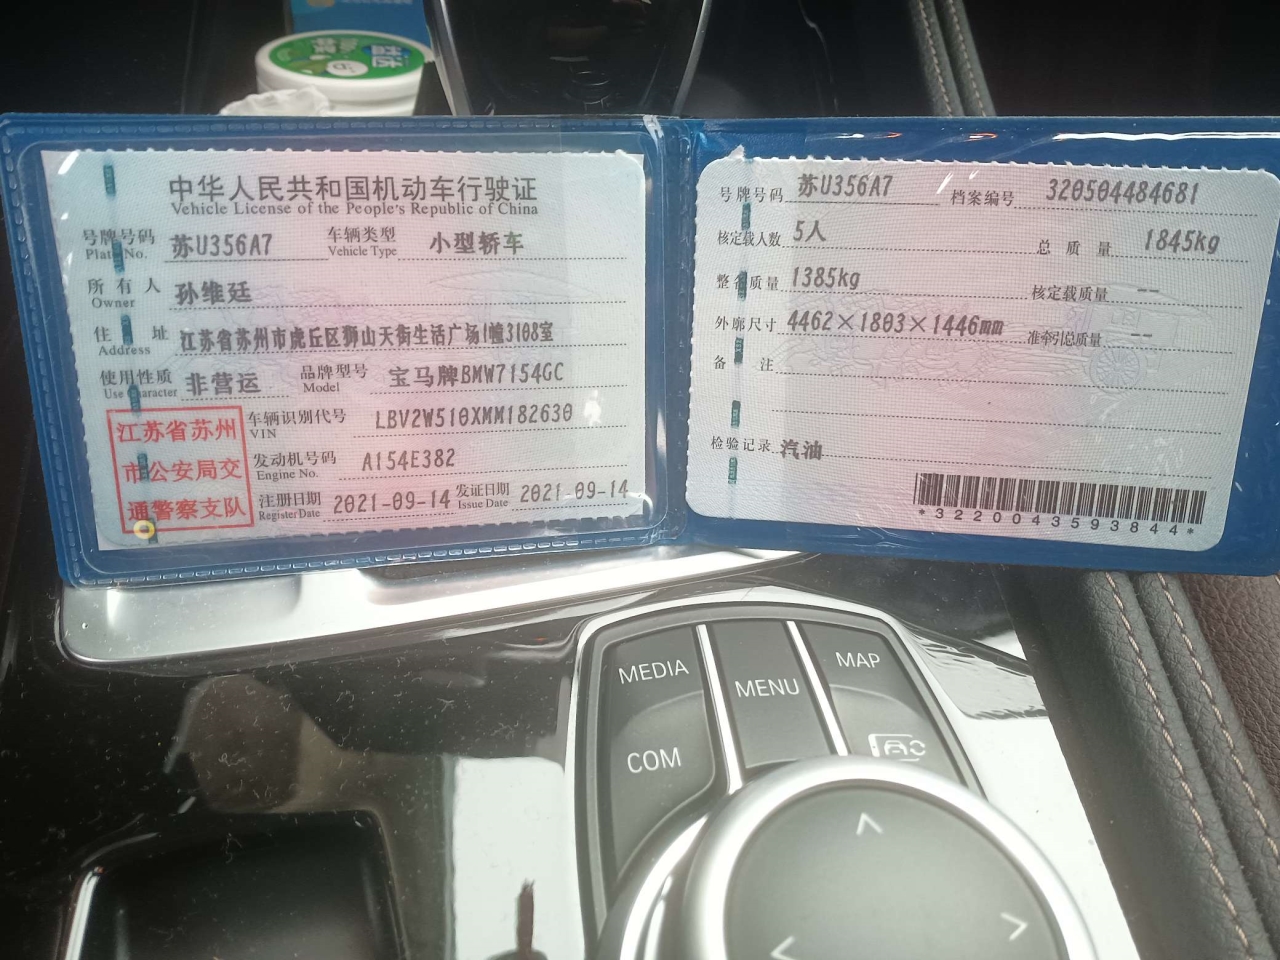 益达
中华人民共和国机动车行驶证
Vehicle License of the People's Republic of China
号牌号码 苏U356A7 车辆类型 小型轿车
Plate No. Vehicle Type
所有人 孙维廷
Owner
住址 江苏省苏州市虎丘区狮山天街生活广场1幢3108室
Address
使用性质 非营运 品牌型号 宝马牌BMW7154GC
Use Character Model
江苏省苏州
市公安局交
通警察支队
车辆识别代号 LBV2W510XMM182630
VIN
发动机号码 A154E382
Engine No.
注册日期 2021-09-14 发证日期 2021-09-14
Register Date Issue Date
号牌号码 苏U356A7 档案编号 320504484681
核定载人数 5人 总质量 1845kg
整备质量 1385kg 核定载质量 --
外廓尺寸 4462×1803×1446mm 准牵引总质量 --
备注
检验记录 汽油
*3220043593844*
MEDIA
MENU
MAP
COM